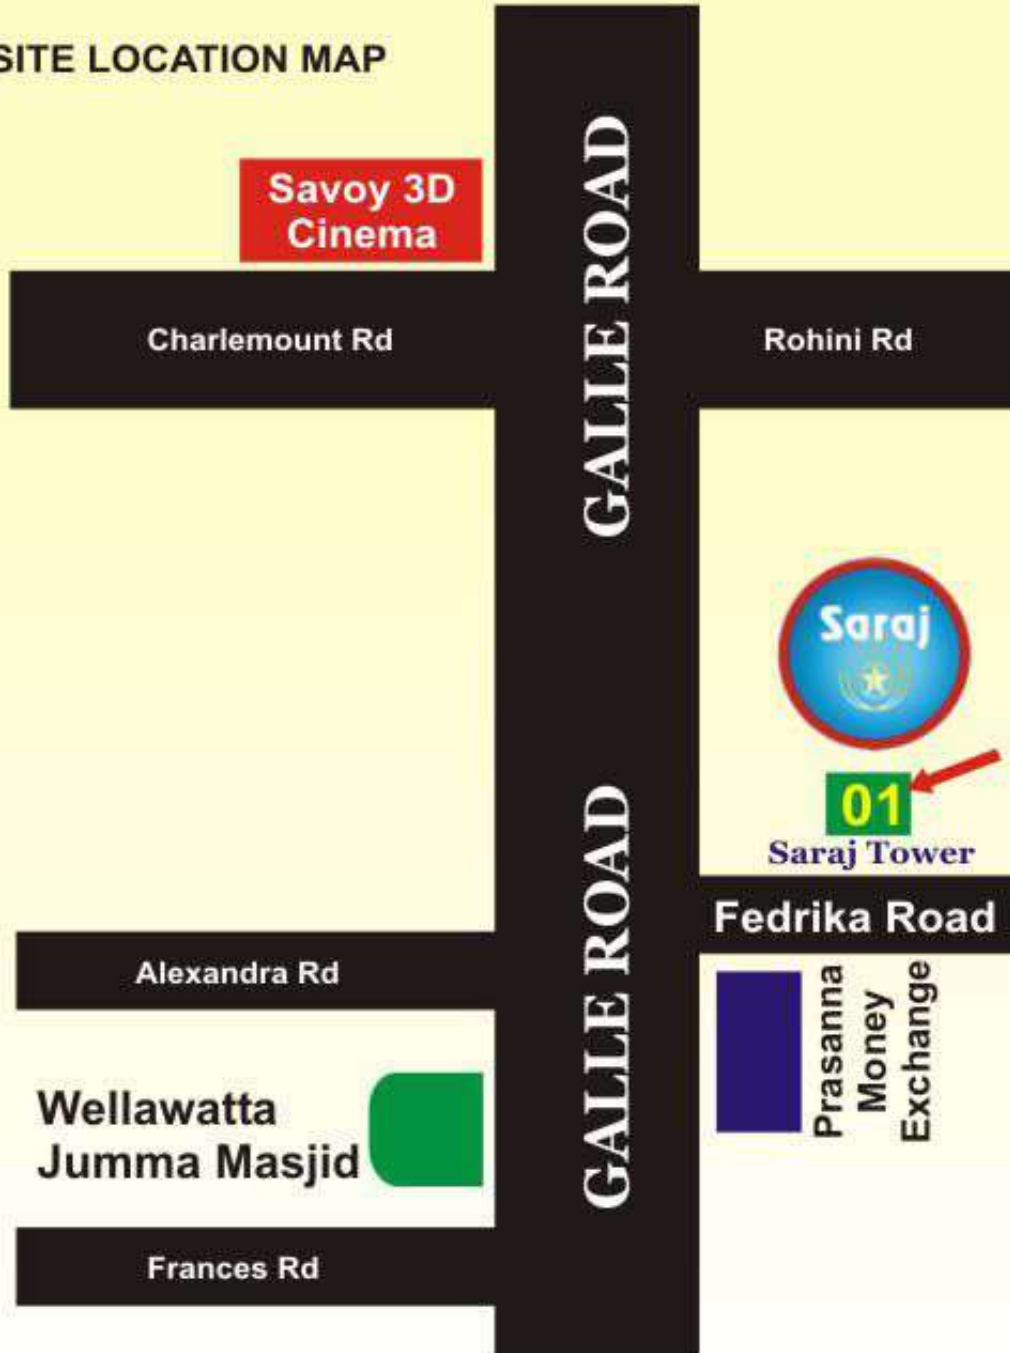 SITE LOCATION MAP
Savoy 3D
Cinema
GALLE ROAD
Charlemount Rd
Rohini Rd
Saraj
01
Saraj Tower
GALLE ROAD
Fedrika Road
Alexandra Rd
Prasanna
Money
Exchange
Wellawatta
Jumma Masjid
Frances Rd